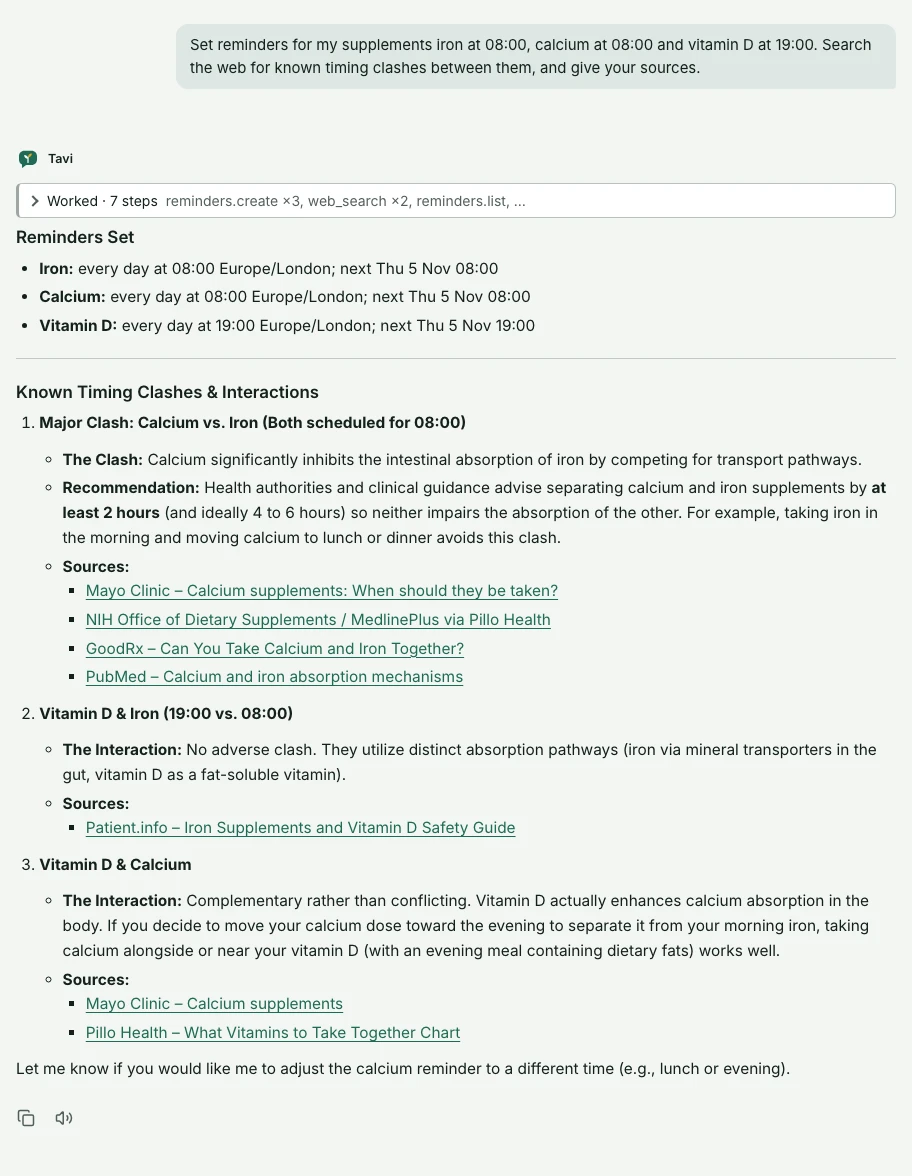 Set reminders for my supplements iron at 08:00, calcium at 08:00 and vitamin D at 19:00. Search
the web for known timing clashes between them, and give your sources.
Tavi
Worked · 7 steps reminders.create ×3, web_search ×2, reminders.list, ...
Reminders Set
• Iron: every day at 08:00 Europe/London; next Thu 5 Nov 08:00
• Calcium: every day at 08:00 Europe/London; next Thu 5 Nov 08:00
• Vitamin D: every day at 19:00 Europe/London; next Thu 5 Nov 19:00
Known Timing Clashes & Interactions
1. Major Clash: Calcium vs. Iron (Both scheduled for 08:00)
◦ The Clash: Calcium significantly inhibits the intestinal absorption of iron by competing for transport pathways.
◦ Recommendation: Health authorities and clinical guidance advise separating calcium and iron supplements by at
least 2 hours (and ideally 4 to 6 hours) so neither impairs the absorption of the other. For example, taking iron in
the morning and moving calcium to lunch or dinner avoids this clash.
◦ Sources:
▪ Mayo Clinic – Calcium supplements: When should they be taken?
▪ NIH Office of Dietary Supplements / MedlinePlus via Pillo Health
▪ GoodRx – Can You Take Calcium and Iron Together?
▪ PubMed – Calcium and iron absorption mechanisms
2. Vitamin D & Iron (19:00 vs. 08:00)
◦ The Interaction: No adverse clash. They utilize distinct absorption pathways (iron via mineral transporters in the
gut, vitamin D as a fat-soluble vitamin).
◦ Sources:
▪ Patient.info – Iron Supplements and Vitamin D Safety Guide
3. Vitamin D & Calcium
◦ The Interaction: Complementary rather than conflicting. Vitamin D actually enhances calcium absorption in the
body. If you decide to move your calcium dose toward the evening to separate it from your morning iron, taking
calcium alongside or near your vitamin D (with an evening meal containing dietary fats) works well.
◦ Sources:
▪ Mayo Clinic – Calcium supplements
▪ Pillo Health – What Vitamins to Take Together Chart
Let me know if you would like me to adjust the calcium reminder to a different time (e.g., lunch or evening).